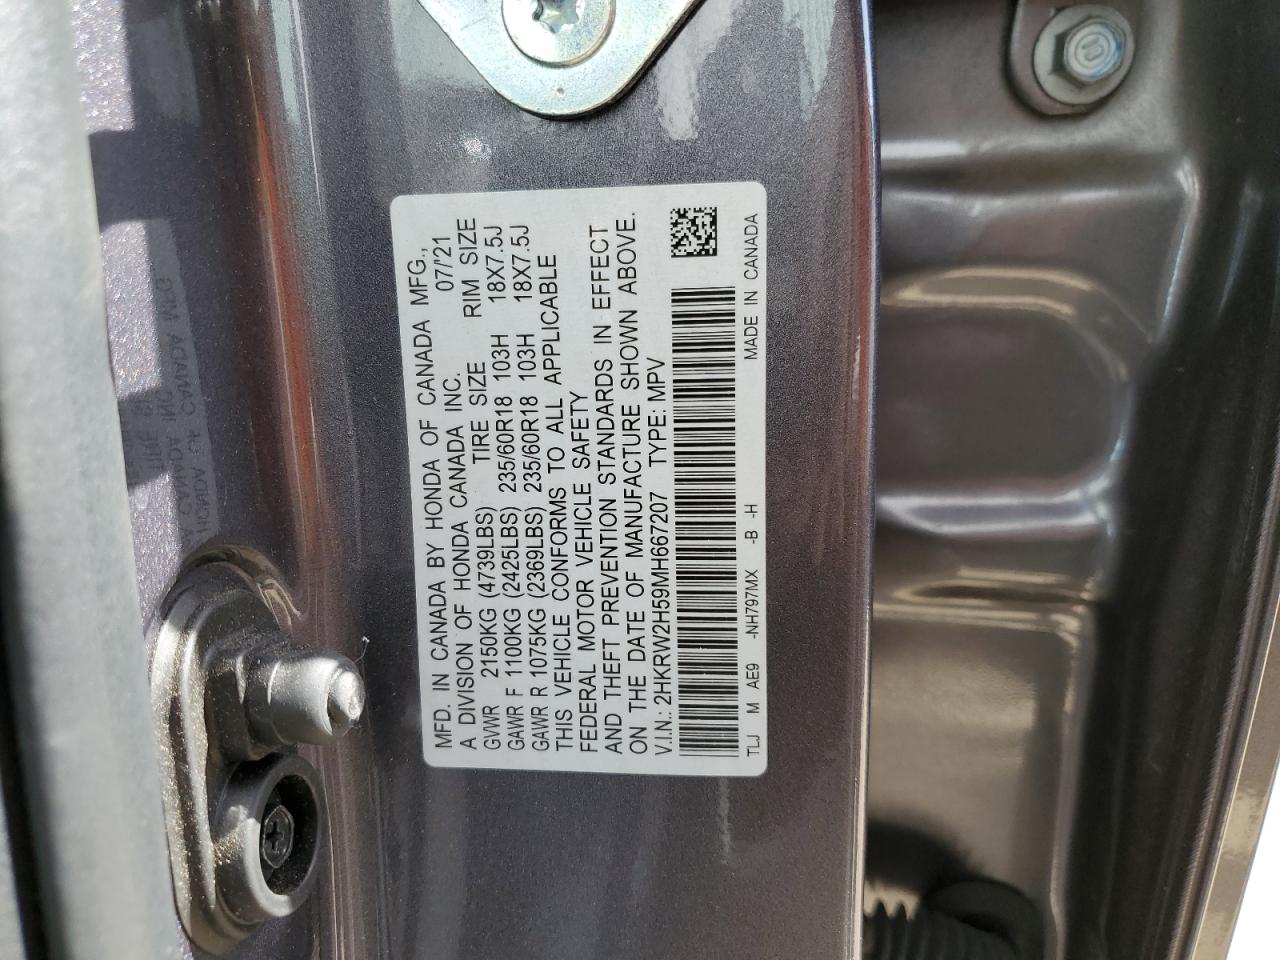 MFD. IN CANADA BY HONDA OF CANADA MFG.,
A DIVISION OF HONDA CANADA INC. 07/'21
GVWR 2150KG (4739LBS) TIRE SIZE RIM SIZE
GAWR F 1100KG (2425LBS) 235/60R18 103H 18X7.5J
GAWR R 1075KG (2369LBS) 235/60R18 103H 18X7.5J
THIS VEHICLE CONFORMS TO ALL APPLICABLE
FEDERAL MOTOR VEHICLE SAFETY
AND THEFT PREVENTION STANDARDS IN EFFECT
ON THE DATE OF MANUFACTURE SHOWN ABOVE.
V.I.N.: 2HKRW2H59MH667207 TYPE: MPV
TLJ M AE9 -NH797MX -B -H MADE IN CANADA